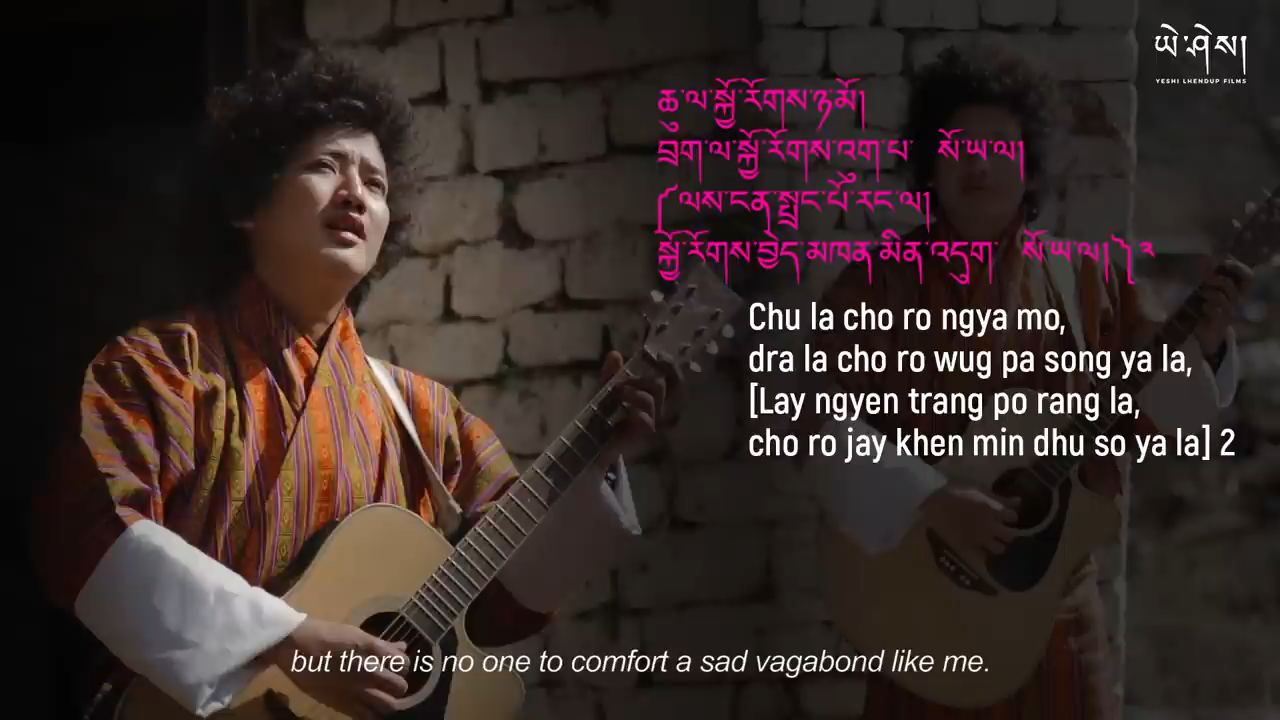 ཡེ་ཤེས།
YESHI LHENDUP FILMS
ཆུ་ལ་སྐྱོ་རོགས་ཉ་མོ།
བྲག་ལ་སྐྱོ་རོགས་འུག་པ་ སོ་ཡ་ལ།
༼ལས་ངན་སྤྲང་པོ་རང་ལ།
སྐྱོ་རོགས་བྱེད་མཁན་མིན་འདུག་ སོ་ཡ་ལ།༽༢
Chu la cho ro ngya mo,
dra la cho ro wug pa song ya la,
[Lay ngyen trang po rang la,
cho ro jay khen min dhu so ya la] 2
but there is no one to comfort a sad vagabond like me.